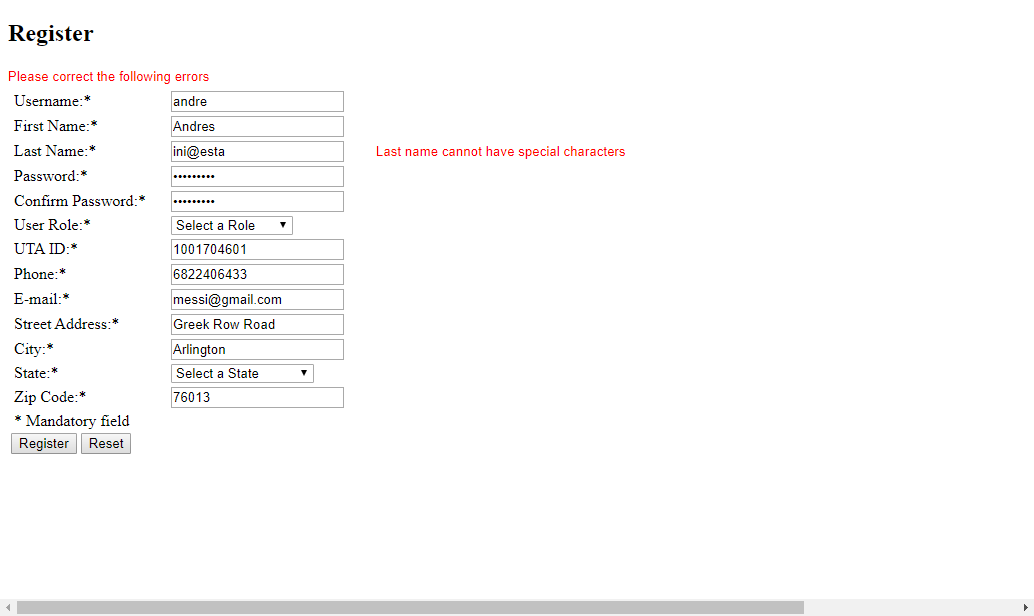 Register
Please correct the following errors
Username:* andre
First Name:* Andres
Last Name:* ini@esta Last name cannot have special characters
Password:* •••••••••
Confirm Password:* •••••••••
User Role:* Select a Role
UTA ID:* 1001704601
Phone:* 6822406433
E-mail:* messi@gmail.com
Street Address:* Greek Row Road
City:* Arlington
State:* Select a State
Zip Code:* 76013
* Mandatory field
Register Reset